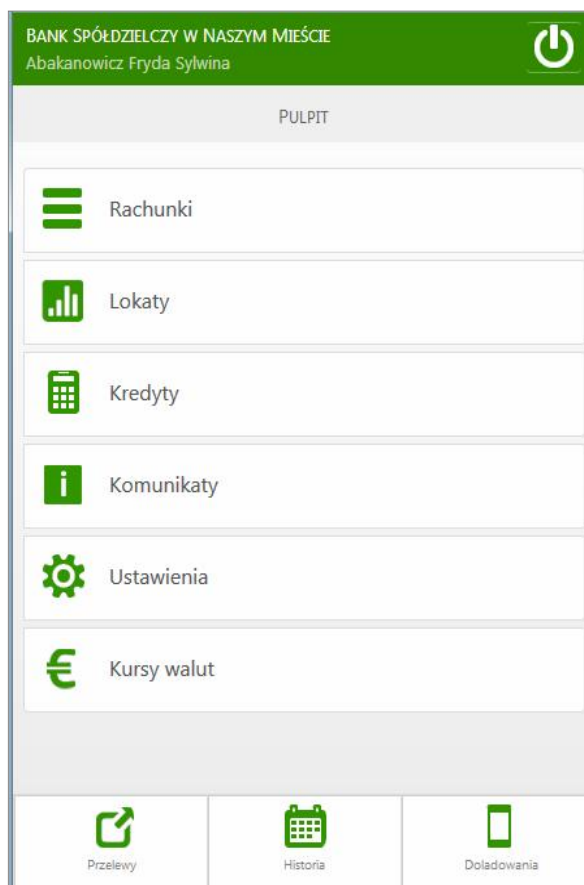 BANK SPÓŁDZIELCZY W NASZYM MIEŚCIE
Abakanowicz Fryda Sylwina
PULPIT
Rachunki
Lokaty
Kredyty
Komunikaty
Ustawienia
Kursy walut
Przelewy
Historia
Doladowania